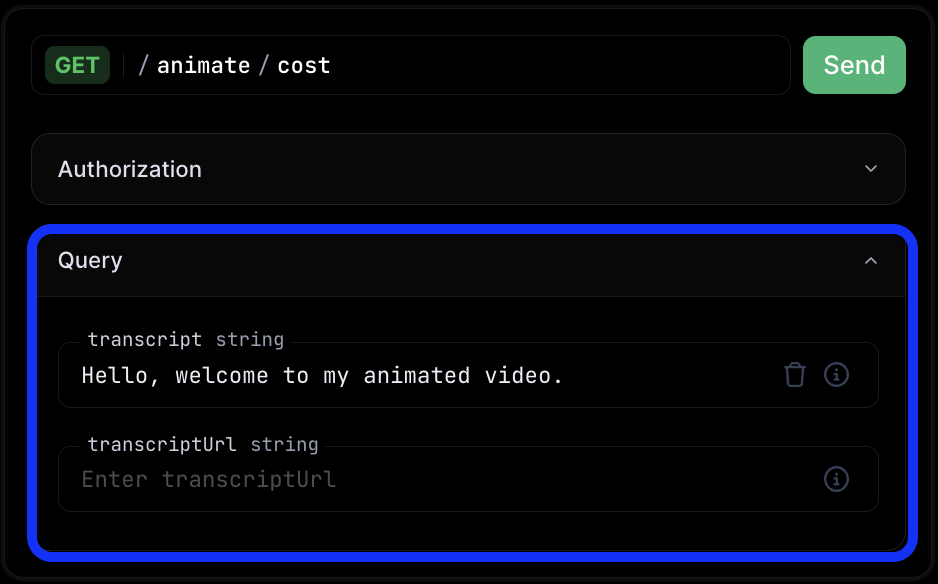 GET / animate / cost Send
Authorization
Query
transcript string
Hello, welcome to my animated video.
transcriptUrl string
Enter transcriptUrl